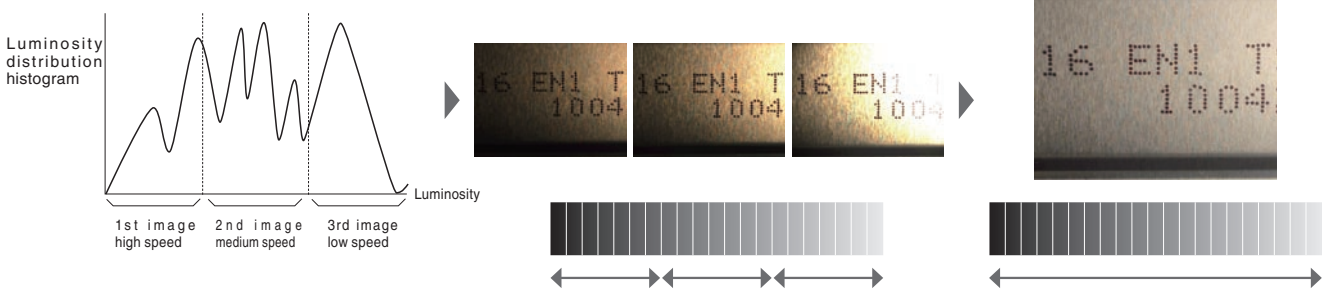 Luminosity
distribution
histogram
Luminosity
1st image
high speed
2nd image
medium speed
3rd image
low speed
16 EN1 T
1004
16 EN1 T
1004
16 EN1 T
1004
16 EN1 T
1004